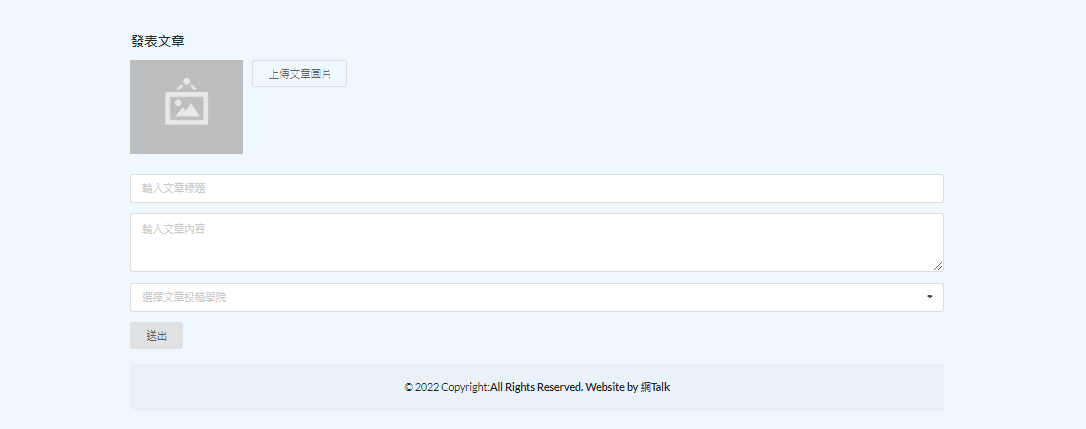 發表文章
上傳文章圖片
輸入文章標題
輸入文章內容
選擇文章投稿學院
送出
© 2022 Copyright:All Rights Reserved. Website by 網Talk